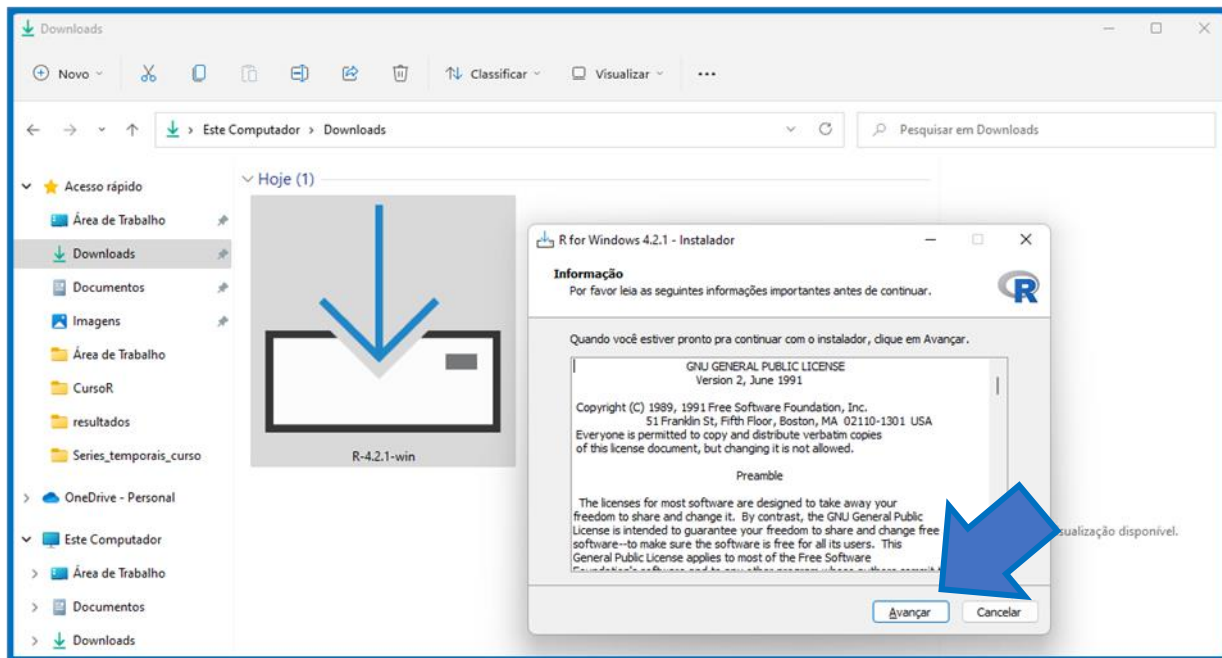 Downloads
Novo
Classificar
Visualizar
Este Computador > Downloads
Pesquisar em Downloads
Acesso rápido
Área de Trabalho
Downloads
Documentos
Imagens
Área de Trabalho
CursoR
resultados
Series_temporais_curso
OneDrive - Personal
Este Computador
Área de Trabalho
Documentos
Downloads
Hoje (1)
R-4.2.1-win
R for Windows 4.2.1 - Instalador
Informação
Por favor leia as seguintes informações importantes antes de continuar.
R
Quando você estiver pronto pra continuar com o instalador, clique em Avançar.
GNU GENERAL PUBLIC LICENSE
Version 2, June 1991
Copyright (C) 1989, 1991 Free Software Foundation, Inc.
51 Franklin St, Fifth Floor, Boston, MA 02110-1301 USA
Everyone is permitted to copy and distribute verbatim copies
of this license document, but changing it is not allowed.
Preamble
The licenses for most software are designed to take away your
freedom to share and change it. By contrast, the GNU General Public
License is intended to guarantee your freedom to share and change free
software--to make sure the software is free for all its users. This
General Public License applies to most of the Free Software
Avançar
Cancelar
disponível.